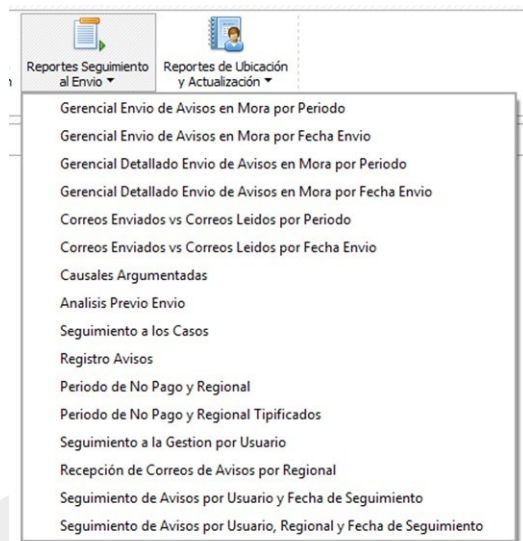 Reportes Seguimiento
al Envio
Reportes de Ubicación
y Actualización
n
Gerencial Envio de Avisos en Mora por Periodo
Gerencial Envio de Avisos en Mora por Fecha Envio
Gerencial Detallado Envio de Avisos en Mora por Periodo
Gerencial Detallado Envio de Avisos en Mora por Fecha Envio
Correos Enviados vs Correos Leidos por Periodo
Correos Enviados vs Correos Leidos por Fecha Envio
Causales Argumentadas
Analisis Previo Envio
Seguimiento a los Casos
Registro Avisos
Periodo de No Pago y Regional
Periodo de No Pago y Regional Tipificados
Seguimiento a la Gestion por Usuario
Recepción de Correos de Avisos por Regional
Seguimiento de Avisos por Usuario y Fecha de Seguimiento
Seguimiento de Avisos por Usuario, Regional y Fecha de Seguimiento